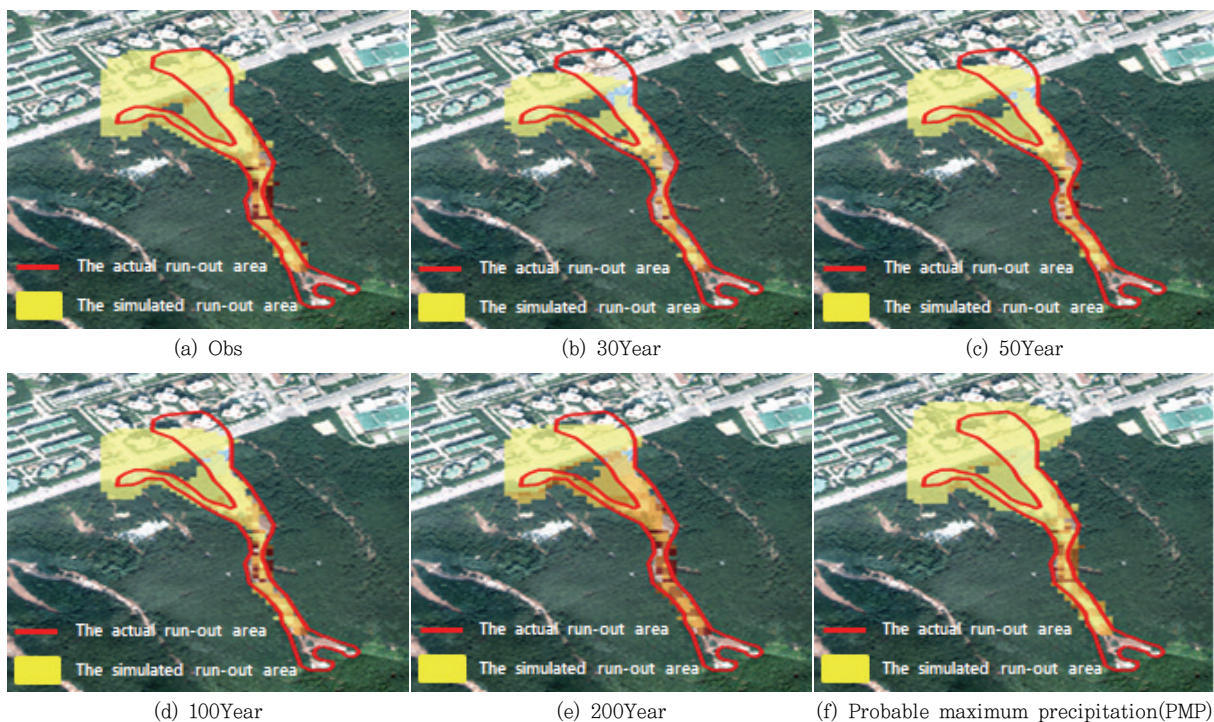 The actual run-out area
The simulated run-out area
(a) Obs
The actual run-out area
The simulated run-out area
(b) 30Year
The actual run-out area
The simulated run-out area
(c) 50Year
The actual run-out area
The simulated run-out area
(d) 100Year
The actual run-out area
The simulated run-out area
(e) 200Year
The actual run-out area
The simulated run-out area
(f) Probable maximum precipitation(PMP)